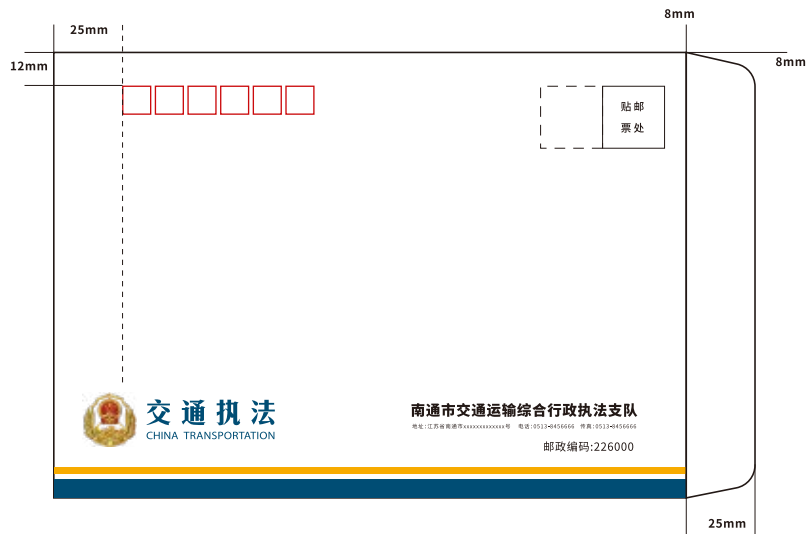 8mm
25mm
12mm
8mm
贴邮
票处
交通执法
CHINA TRANSPORTATION
南通市交通运输综合行政执法支队
地址:江苏省南通市xxxxxxxxxxxxx号 电话:0513-8456666 传真:0513-8456666
邮政编码:226000
25mm